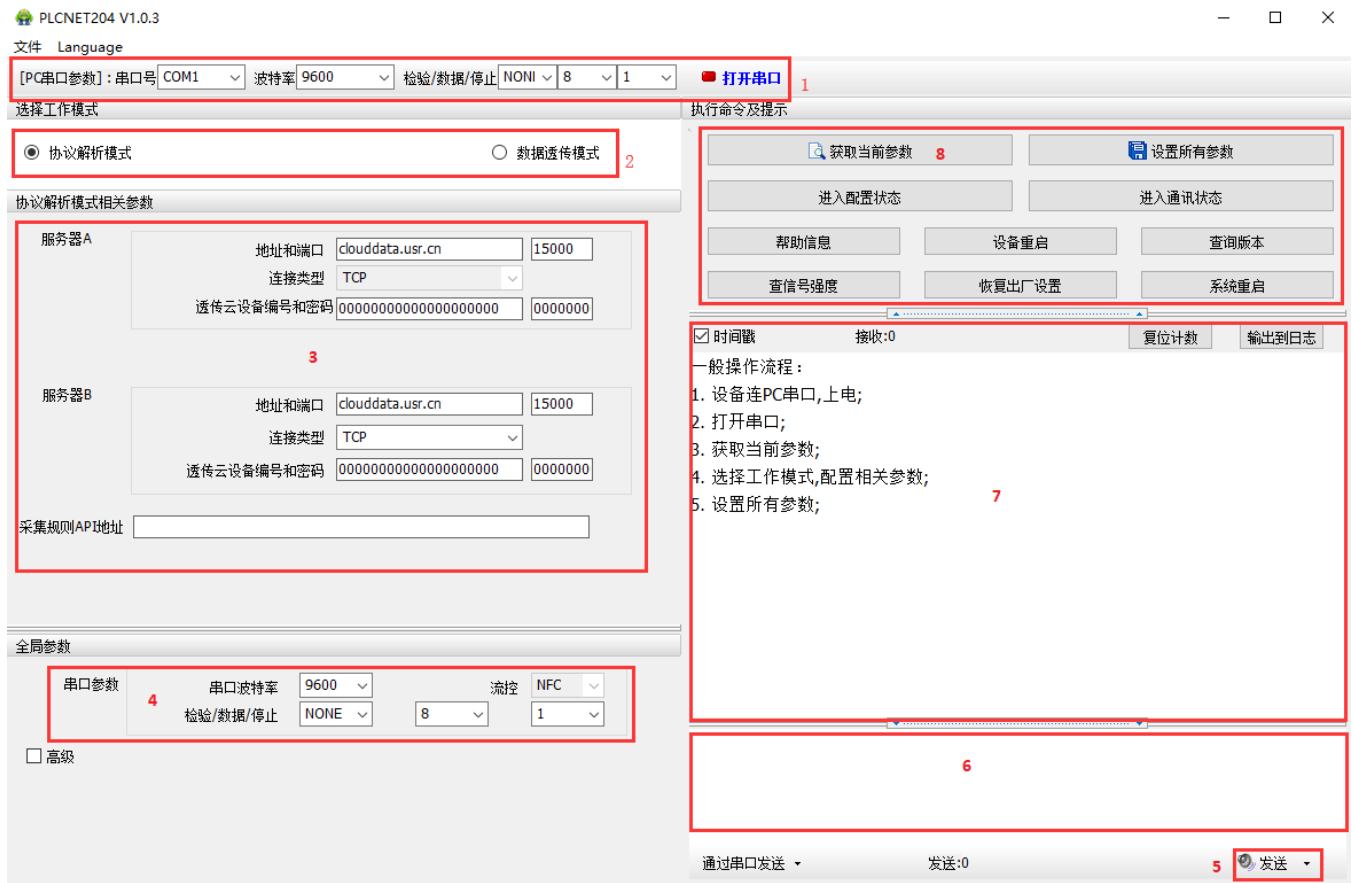 PLCNET204 V1.0.3
文件 Language
[PC串口参数]：串口号 COM1 波特率 9600 检验/数据/停止 NONI 8 1 打开串口 1
选择工作模式
协议解析模式 数据透传模式 2
协议解析模式相关参数
服务器A
地址和端口 clouddata.usr.cn 15000
连接类型 TCP
透传云设备编号和密码 00000000000000000000 0000000
3
服务器B
地址和端口 clouddata.usr.cn 15000
连接类型 TCP
透传云设备编号和密码 00000000000000000000 0000000
采集规则API地址
全局参数
串口参数 4 串口波特率 9600 流控 NFC
检验/数据/停止 NONE 8 1
高级
执行命令及提示
获取当前参数 8 设置所有参数
进入配置状态 进入通讯状态
帮助信息 设备重启 查询版本
查信号强度 恢复出厂设置 系统重启
时间戳 接收:0 复位计数 输出到日志
一般操作流程：
1. 设备连PC串口,上电;
2. 打开串口;
3. 获取当前参数;
4. 选择工作模式,配置相关参数;
5. 设置所有参数;
7
6
通过串口发送 发送:0 5 发送